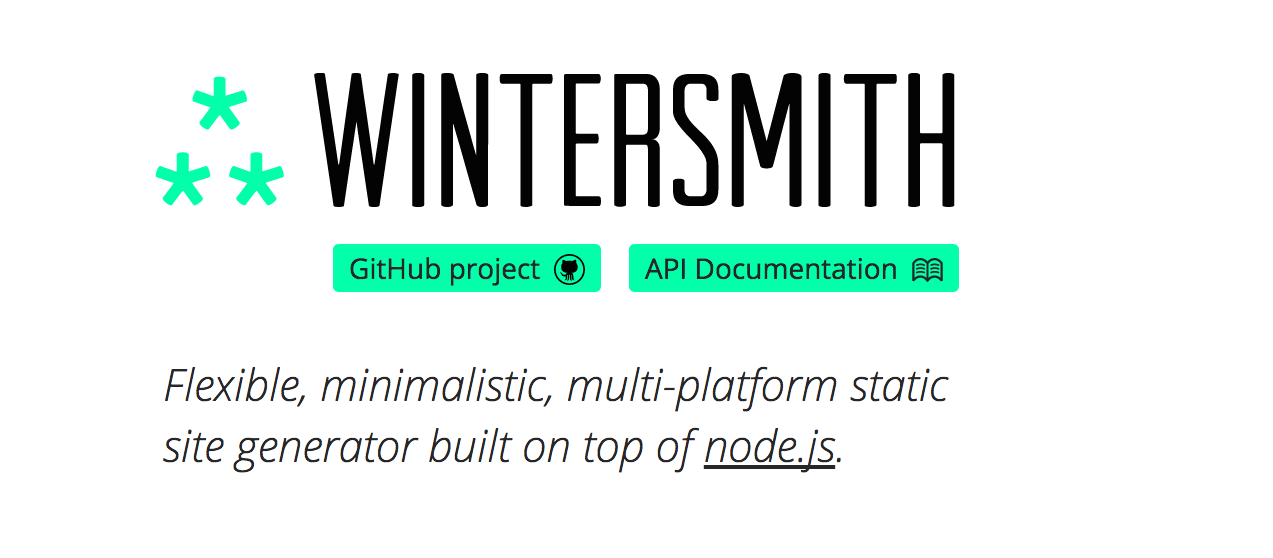 WINTERSMITH
GitHub project
API Documentation
Flexible, minimalistic, multi-platform static
site generator built on top of node.js.